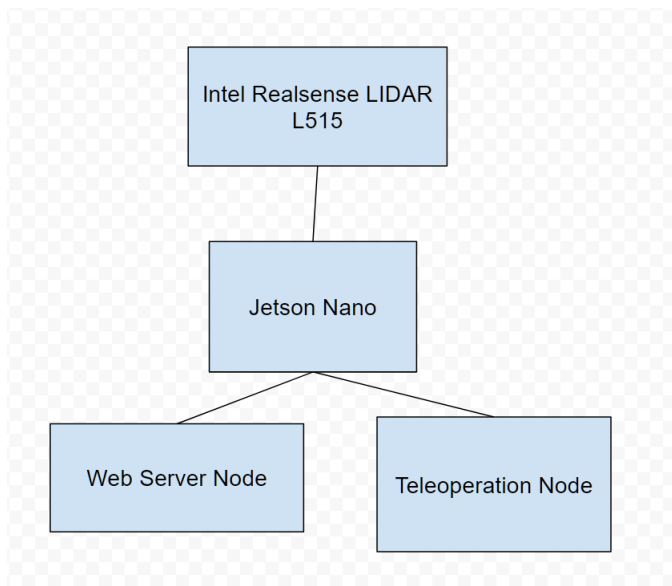 Intel Realsense LIDAR
L515
Jetson Nano
Web Server Node
Teleoperation Node